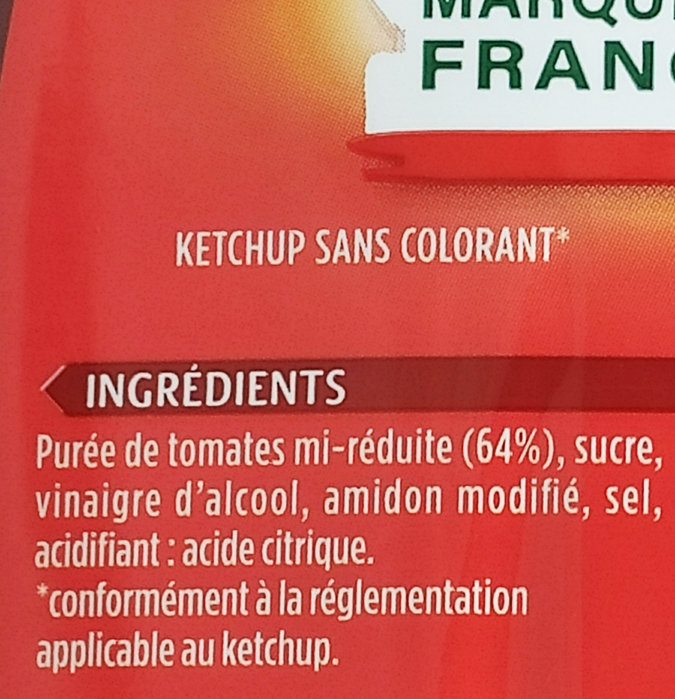 MARQU
FRAN
KETCHUP SANS COLORANT*
INGRÉDIENTS
Purée de tomates mi-réduite (64%), sucre,
vinaigre d'alcool, amidon modifié, sel,
acidifiant : acide citrique.
*conformément à la réglementation
applicable au ketchup.